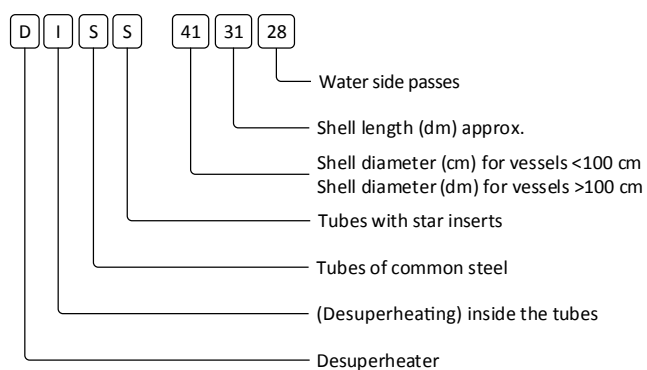 D I S S 41 31 28
Water side passes
Shell length (dm) approx.
Shell diameter (cm) for vessels <100 cm
Shell diameter (dm) for vessels >100 cm
Tubes with star inserts
Tubes of common steel
(Desuperheating) inside the tubes
Desuperheater